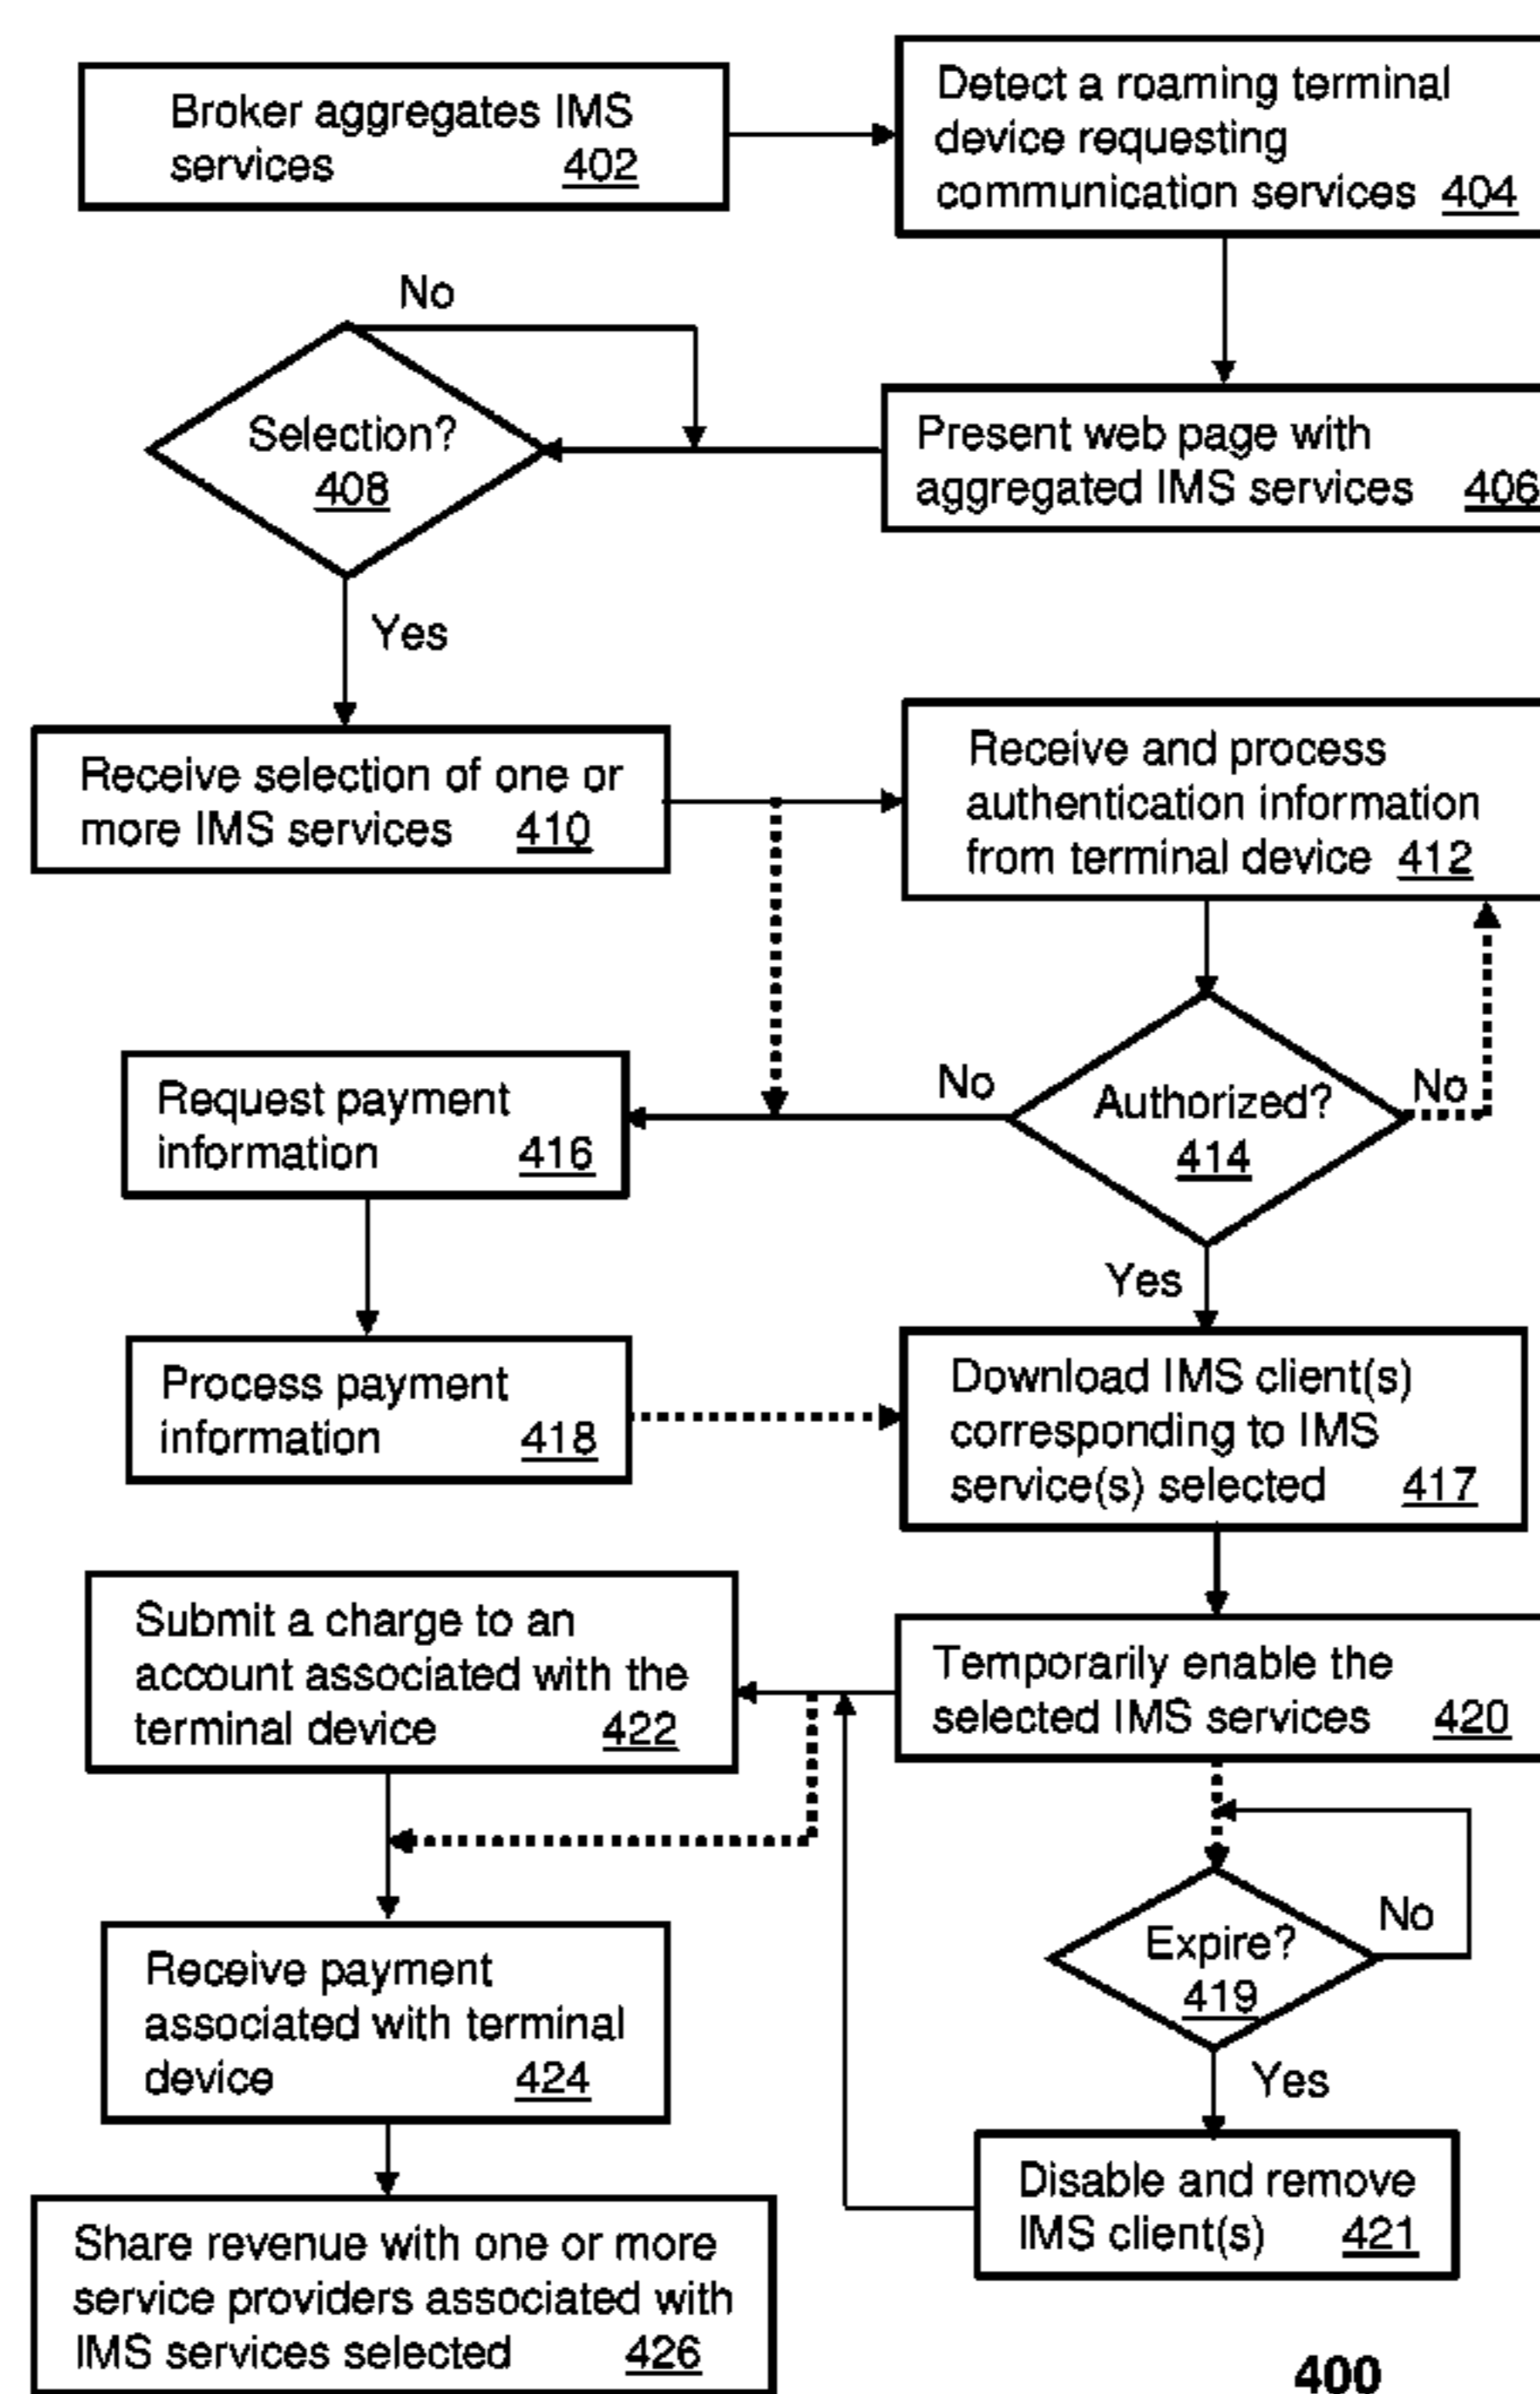 Broker aggregates IMS
services 402
Detect a roaming terminal
device requesting
communication services 404
No
Selection?
408
Present web page with
aggregated IMS services 406
Yes
Receive selection of one or
more IMS services 410
Receive and process
authentication information
from terminal device 412
Request payment
information 416
No
Authorized?
414
No
Yes
Process payment
information 418
Download IMS client(s)
corresponding to IMS
service(s) selected 417
Submit a charge to an
account associated with the
terminal device 422
Temporarily enable the
selected IMS services 420
Expire?
419
No
Yes
Receive payment
associated with terminal
device 424
Disable and remove
IMS client(s) 421
Share revenue with one or more
service providers associated with
IMS services selected 426
400